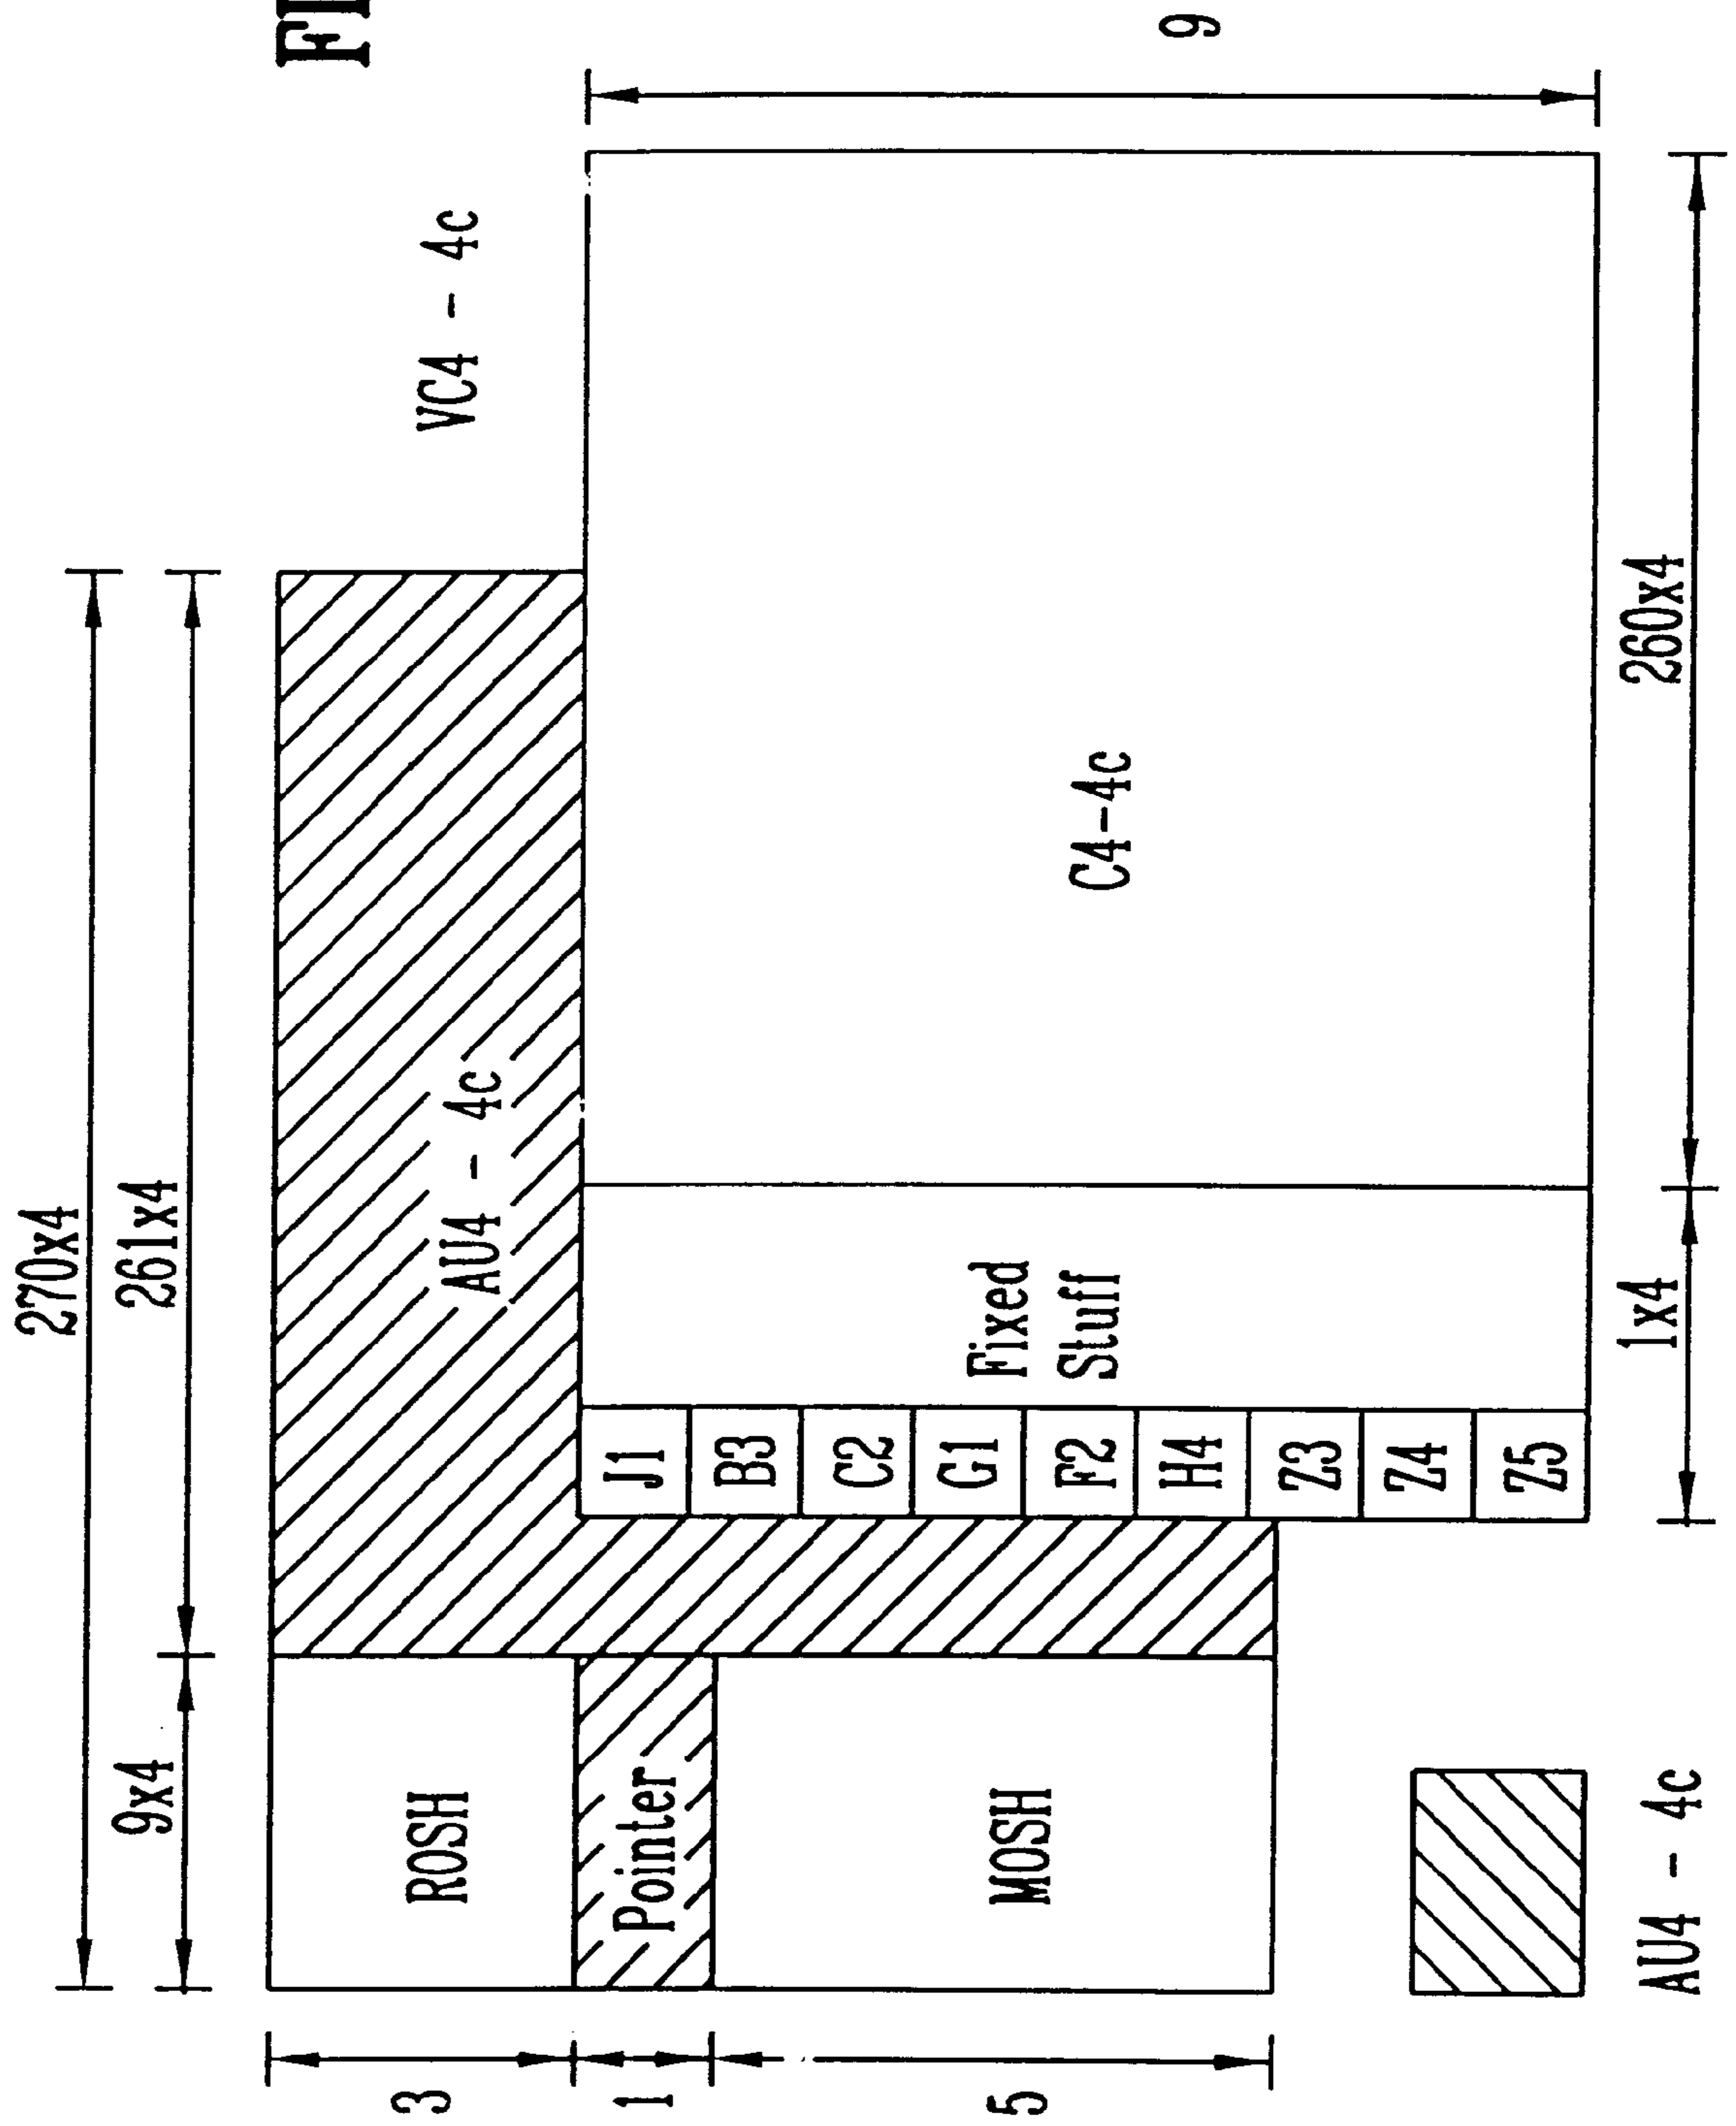 FI
270x4
9x4
261x4
VC4 - 4c
3
ROSH
AU4 - 4c
1
Pointer
5
MOSH
J1
B3
C2
G1
F2
H4
Z3
Z4
Z5
Fixed
Stuff
C4-4c
9
1x4
260x4
AU4 - 4c